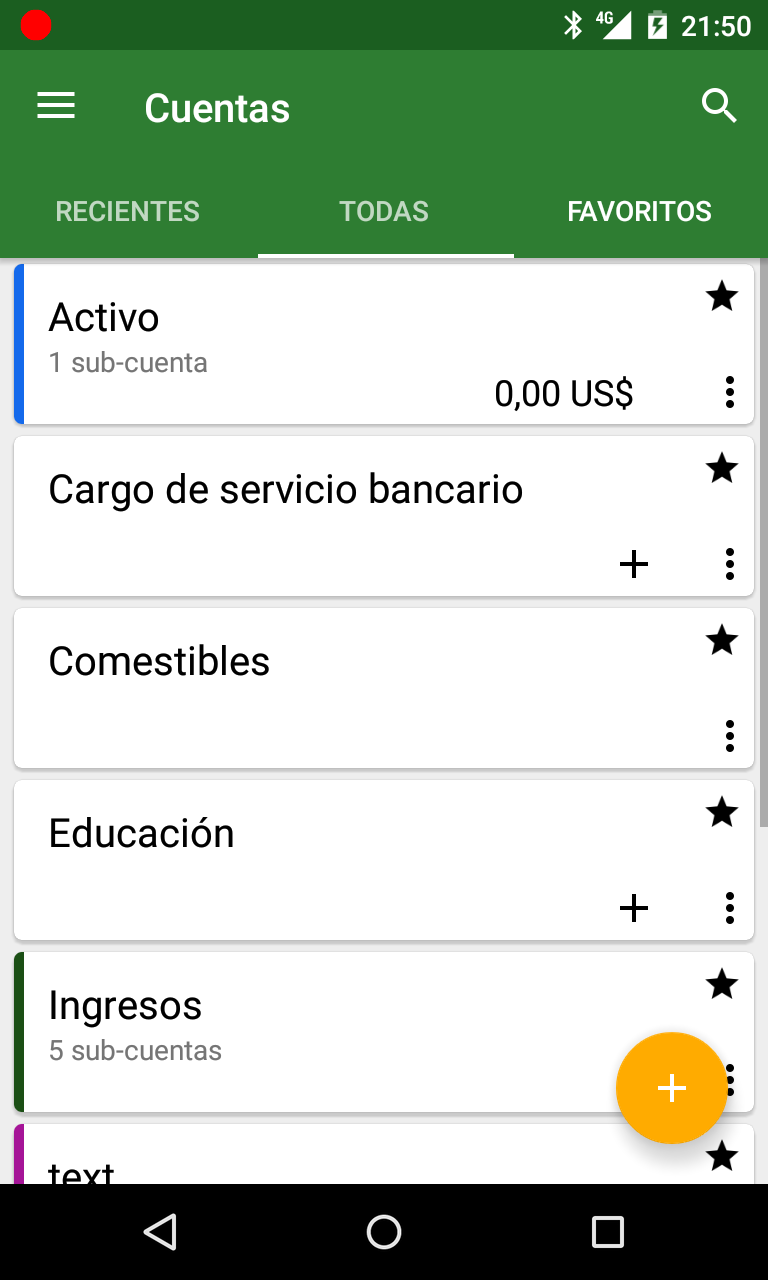 4G 21:50
Cuentas
RECIENTES TODAS FAVORITOS
Activo
1 sub-cuenta
0,00 US$
Cargo de servicio bancario
Comestibles
Educación
Ingresos
5 sub-cuentas
text